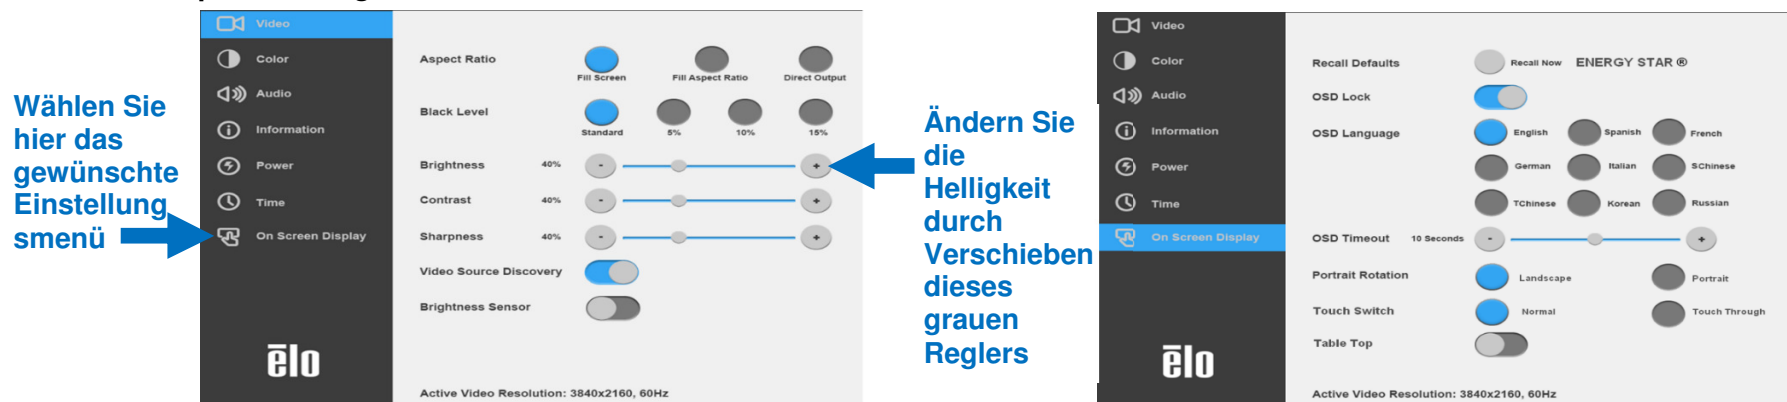 Wählen Sie
hier das
gewünschte
Einstellung
smenü
Video
Color
Audio
Information
Power
Time
On Screen Display
ēlo
Aspect Ratio
Fill Screen Fill Aspect Ratio Direct Output
Black Level
Standard 5% 10% 15%
Brightness 40% - +
Contrast 40% - +
Sharpness 40% - +
Video Source Discovery
Brightness Sensor
Active Video Resolution: 3840x2160, 60Hz
Ändern Sie
die
Helligkeit
durch
Verschieben
dieses
grauen
Reglers
Video
Color
Audio
Information
Power
Time
On Screen Display
ēlo
Recall Defaults Recall Now ENERGY STAR ®
OSD Lock
OSD Language English Spanish French
German Italian SChinese
TChinese Korean Russian
OSD Timeout 10 Seconds - +
Portrait Rotation Landscape Portrait
Touch Switch Normal Touch Through
Table Top
Active Video Resolution: 3840x2160, 60Hz